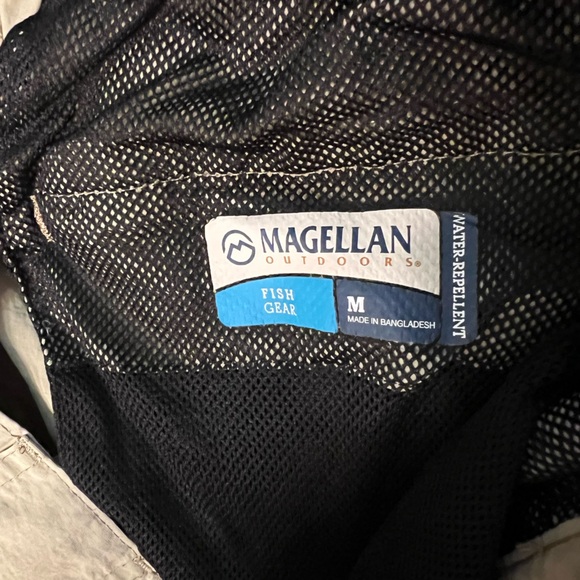 MAGELLAN
OUTDOORS®
FISH
GEAR
M
MADE IN BANGLADESH
WATER-REPELLENT